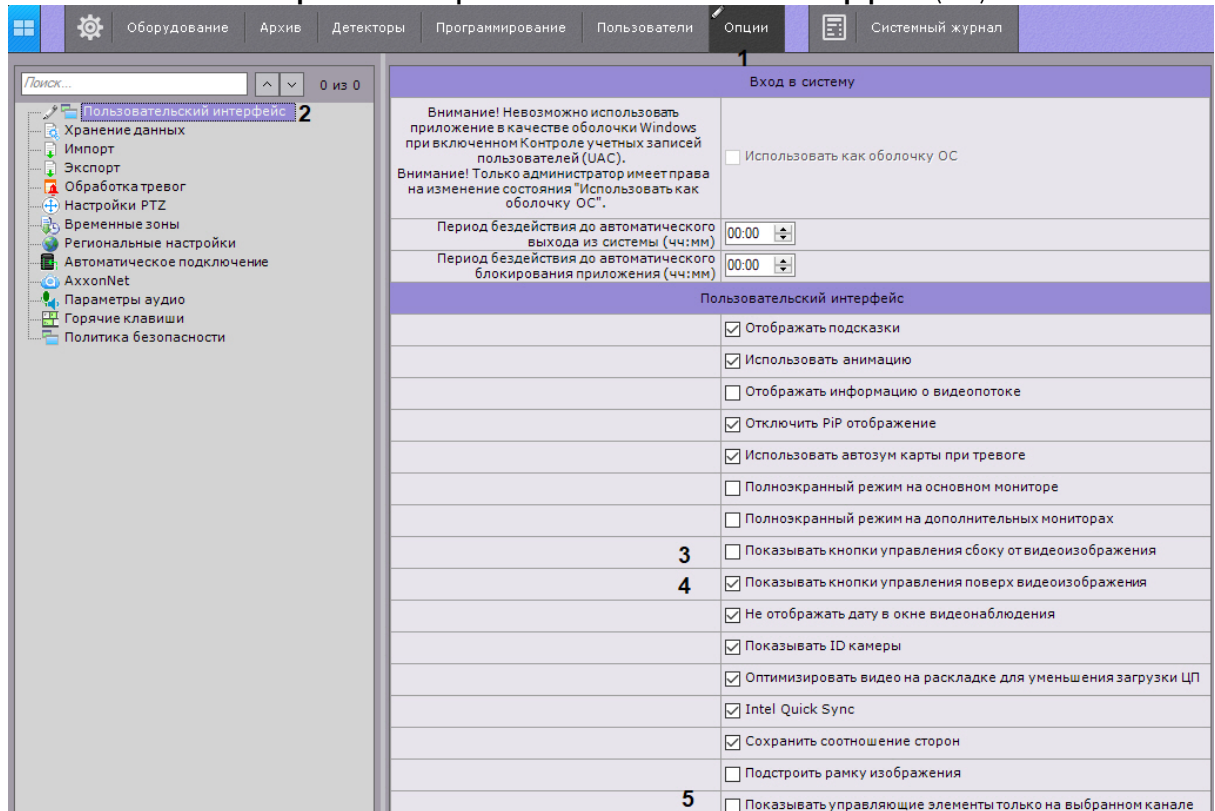 Оборудование Архив Детекторы Программирование Пользователи Опции Системный журнал
1
Поиск... 0 из 0
Пользовательский интерфейс 2
Хранение данных
Импорт
Экспорт
Обработка тревог
Настройки PTZ
Временные зоны
Региональные настройки
Автоматическое подключение
AxxonNet
Параметры аудио
Горячие клавиши
Политика безопасности
Вход в систему
Внимание! Невозможно использовать
приложение в качестве оболочки Windows
при включенном Контроле учетных записей
пользователей (UAC).
Внимание! Только администратор имеет права
на изменение состояния "Использовать как
оболочку ОС".
Использовать как оболочку ОС
Период бездействия до автоматического
выхода из системы (чч:мм)
00:00
Период бездействия до автоматического
блокирования приложения (чч:мм)
00:00
Пользовательский интерфейс
Отображать подсказки
Использовать анимацию
Отображать информацию о видеопотоке
Отключить PiP отображение
Использовать автозум карты при тревоге
Полноэкранный режим на основном мониторе
Полноэкранный режим на дополнительных мониторах
3 Показывать кнопки управления сбоку от видеоизображения
4 Показывать кнопки управления поверх видеоизображения
Не отображать дату в окне видеонаблюдения
Показывать ID камеры
Оптимизировать видео на раскладке для уменьшения загрузки ЦП
Intel Quick Sync
Сохранить соотношение сторон
Подстроить рамку изображения
5 Показывать управляющие элементы только на выбранном канале